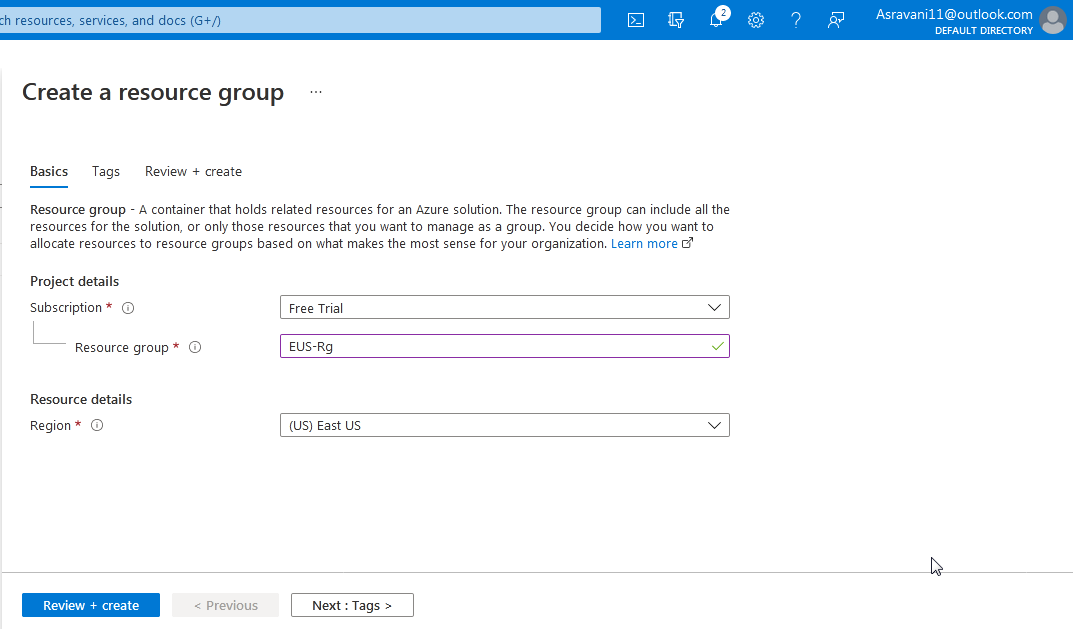 ch resources, services, and docs (G+/)
2
Asravani11@outlook.com
DEFAULT DIRECTORY
Create a resource group ...
Basics Tags Review + create
Resource group - A container that holds related resources for an Azure solution. The resource group can include all the
resources for the solution, or only those resources that you want to manage as a group. You decide how you want to
allocate resources to resource groups based on what makes the most sense for your organization. Learn more
Project details
Subscription *
Free Trial
Resource group *
EUS-Rg
Resource details
Region *
(US) East US
Review + create
< Previous
Next : Tags >